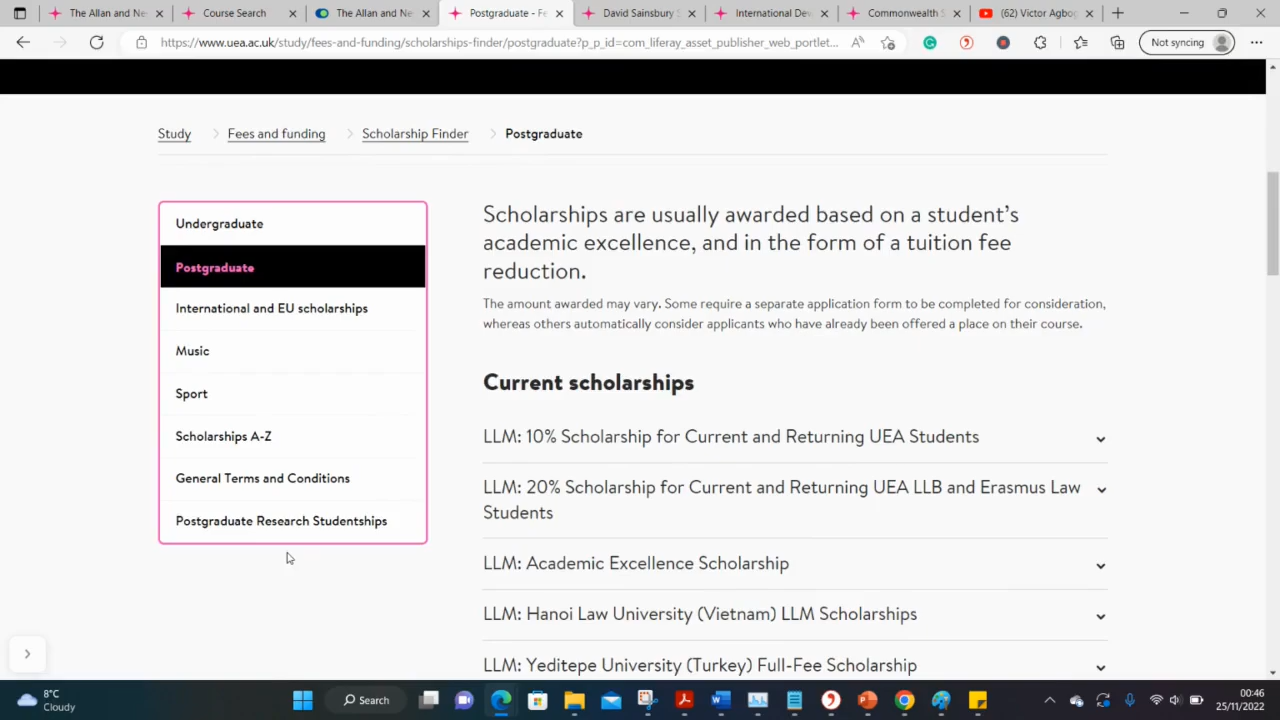 The Allan and Ne
Course Search
The Allan and Ne
Postgraduate - Fe
David Sainsbury S
International Dev
Commonwealth S
(62) Victor Agbog
https://www.uea.ac.uk/study/fees-and-funding/scholarships-finder/postgraduate?p_p_id=com_liferay_asset_publisher_web_portlet...
Not syncing
Study
Fees and funding
Scholarship Finder
Postgraduate
Undergraduate
Postgraduate
International and EU scholarships
Music
Sport
Scholarships A-Z
General Terms and Conditions
Postgraduate Research Studentships
Scholarships are usually awarded based on a student's
academic excellence, and in the form of a tuition fee
reduction.
The amount awarded may vary. Some require a separate application form to be completed for consideration,
whereas others automatically consider applicants who have already been offered a place on their course.
Current scholarships
LLM: 10% Scholarship for Current and Returning UEA Students
LLM: 20% Scholarship for Current and Returning UEA LLB and Erasmus Law
Students
LLM: Academic Excellence Scholarship
LLM: Hanoi Law University (Vietnam) LLM Scholarships
LLM: Yeditepe University (Turkey) Full-Fee Scholarship
8°C
Cloudy
Search
00:46
25/11/2022